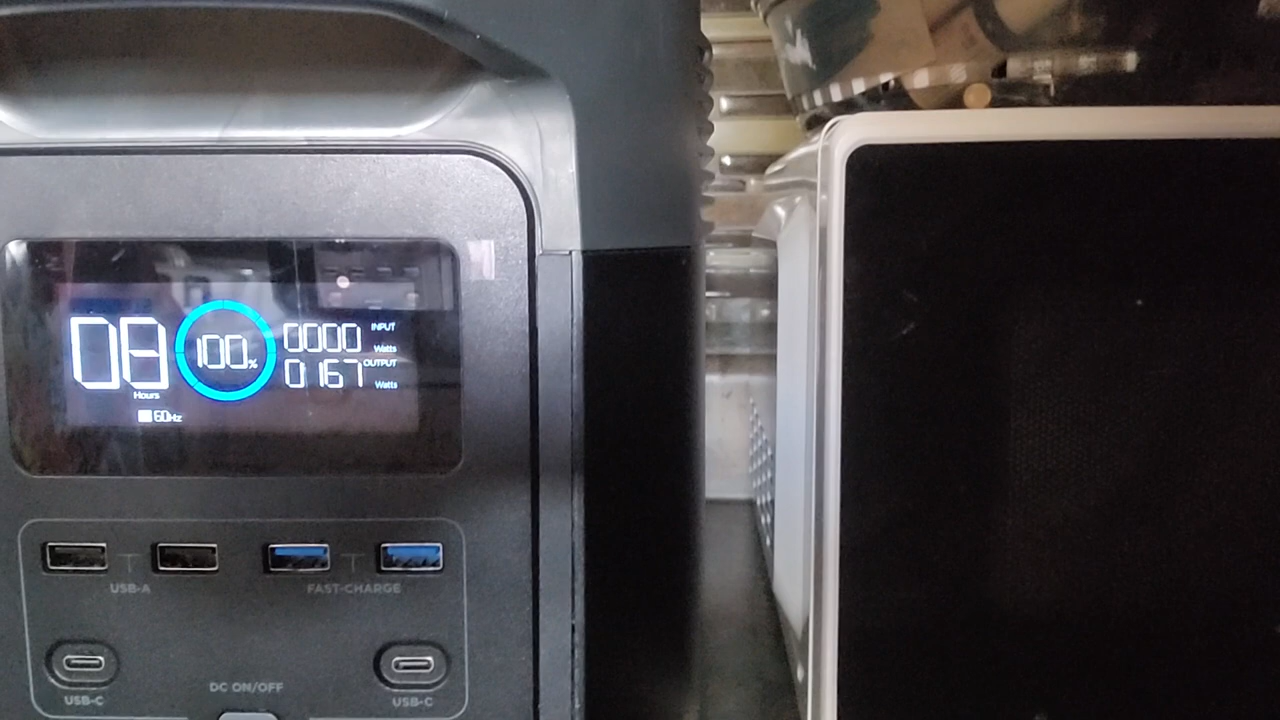 08
Hours
100%
0000 INPUT
Watts
0167 OUTPUT
Watts
60Hz
USB-A
FAST-CHARGE
USB-C
DC ON/OFF
USB-C